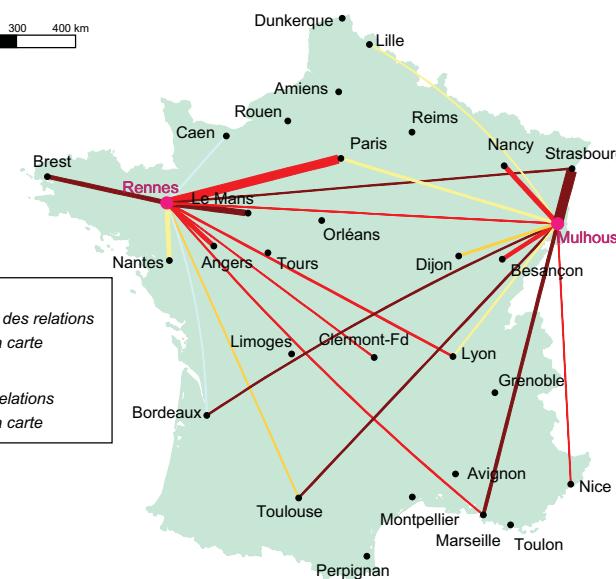 300 400 km
Dunkerque
Lille
Amiens
Rouen
Reims
Caen
Paris
Nancy
Strasbour
Brest
Rennes
Le Mans
Orléans
Mulhous
Nantes
Angers
Tours
Dijon
Besançon
des relations
carte
Limoges
Clermont-Fd
Lyon
elations
carte
Grenoble
Bordeaux
Avignon
Nice
Toulouse
Montpellier
Marseille
Toulon
Perpignan